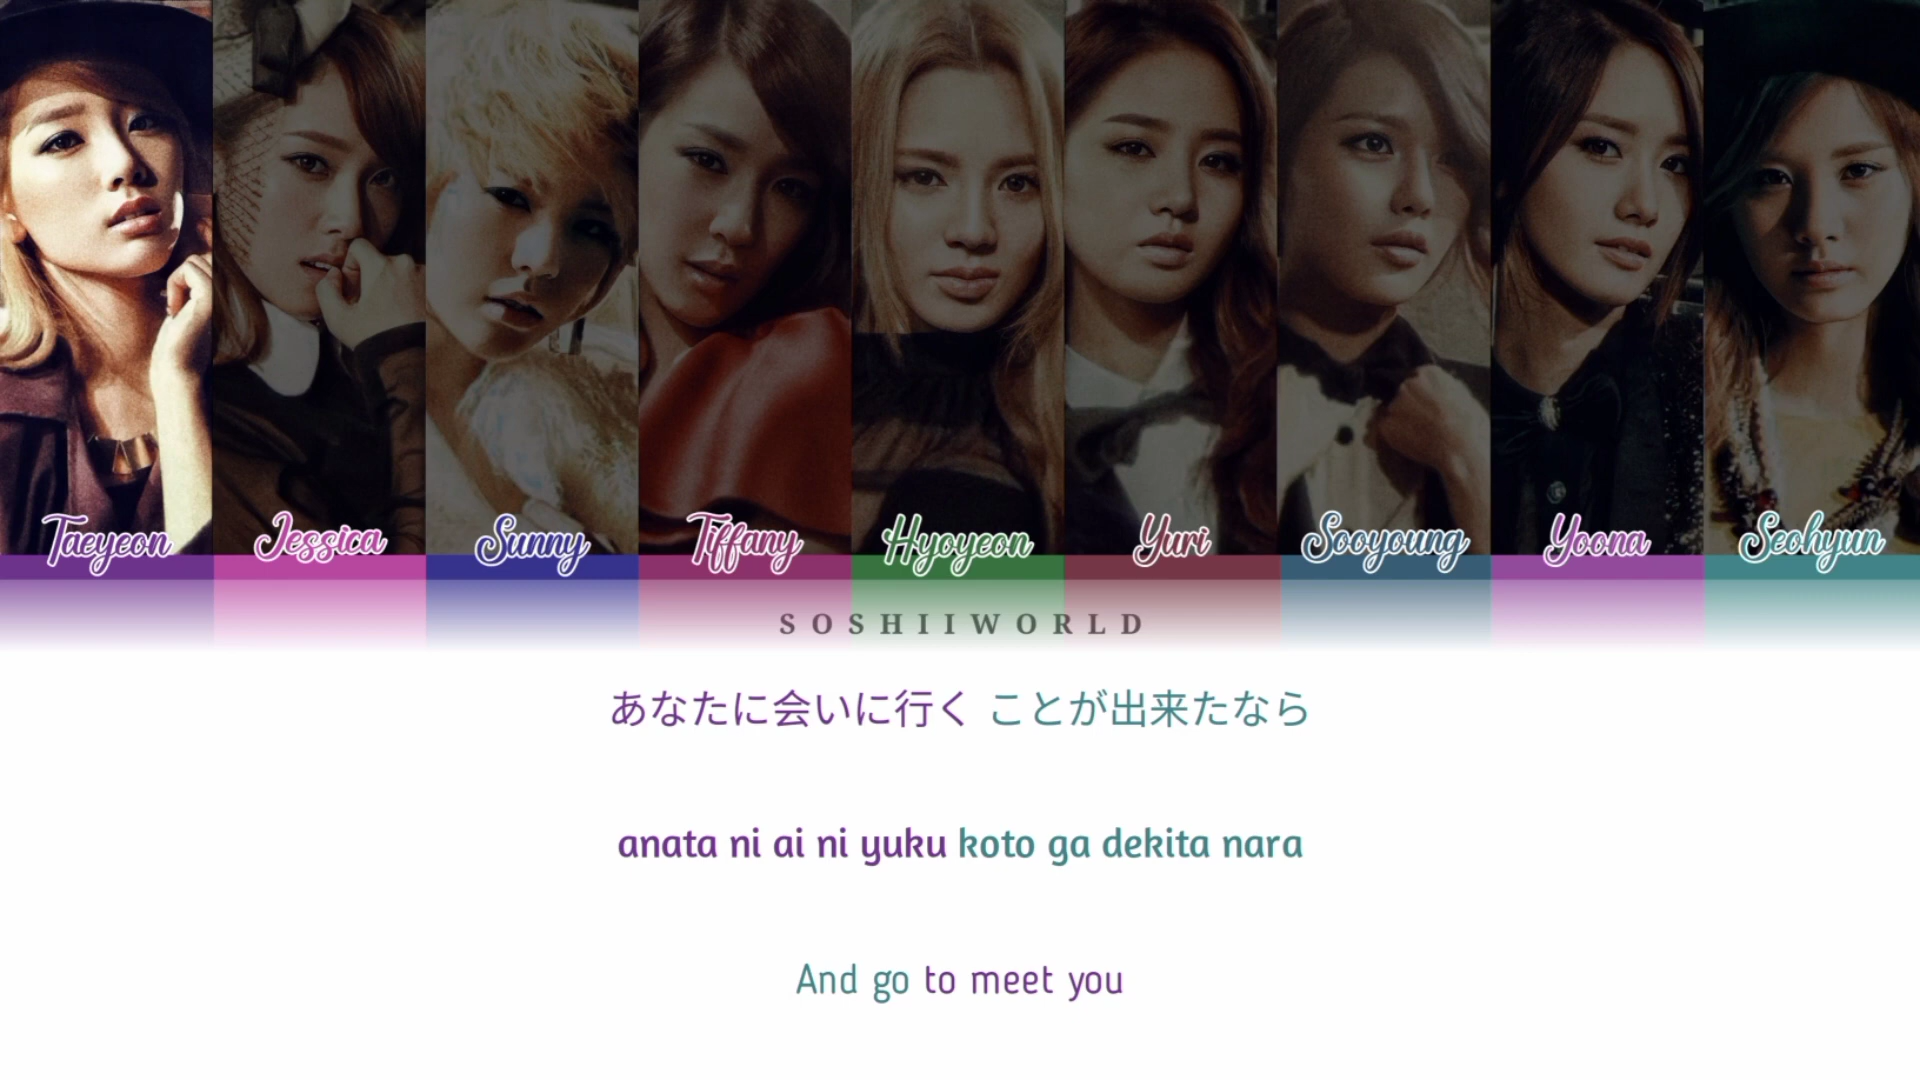 Taeyeon Jessica Sunny Tiffany Hyoyeon Yuri Sooyoung Yoona Seohyun
SOSHIIWORLD
あなたに会いに行く ことが出来たなら
anata ni ai ni yuku koto ga dekita nara
And go to meet you